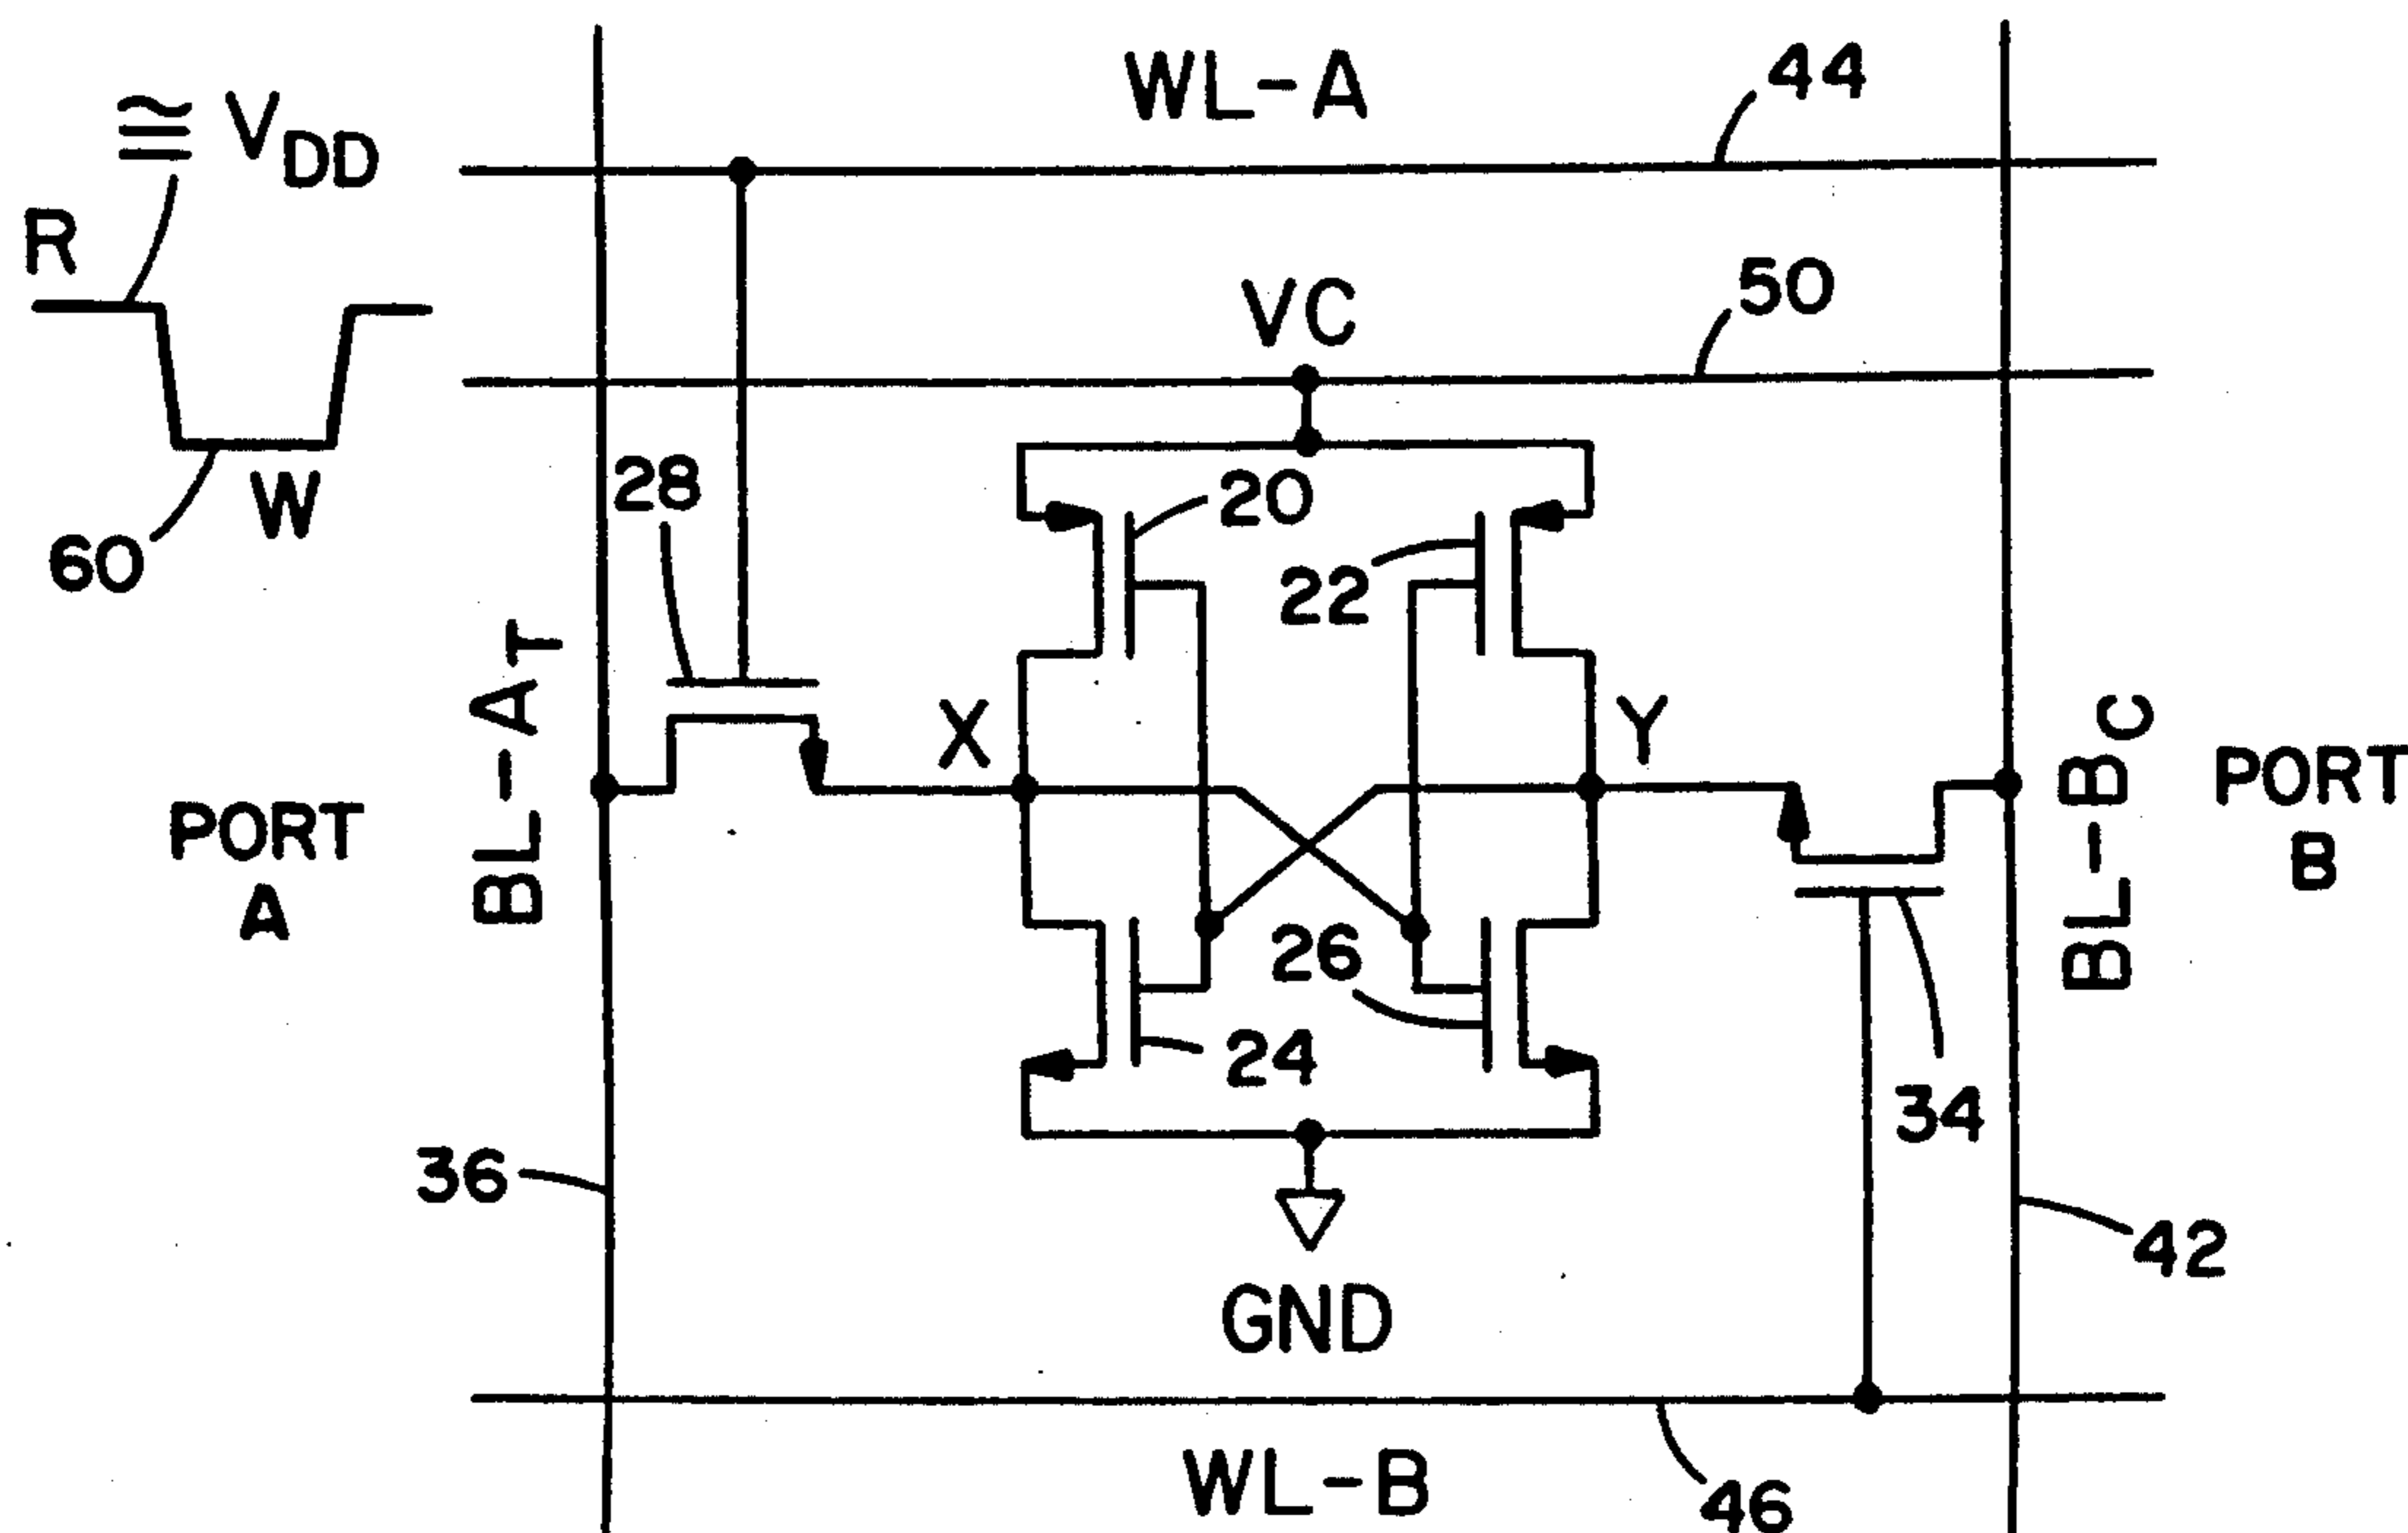 WL-A
44
≅ VDD
R
VC
50
28
20
W
60
22
BL-AT
X
Y
BL-BC
PORT
A
PORT
B
26
24
34
36
42
GND
WL-B
46